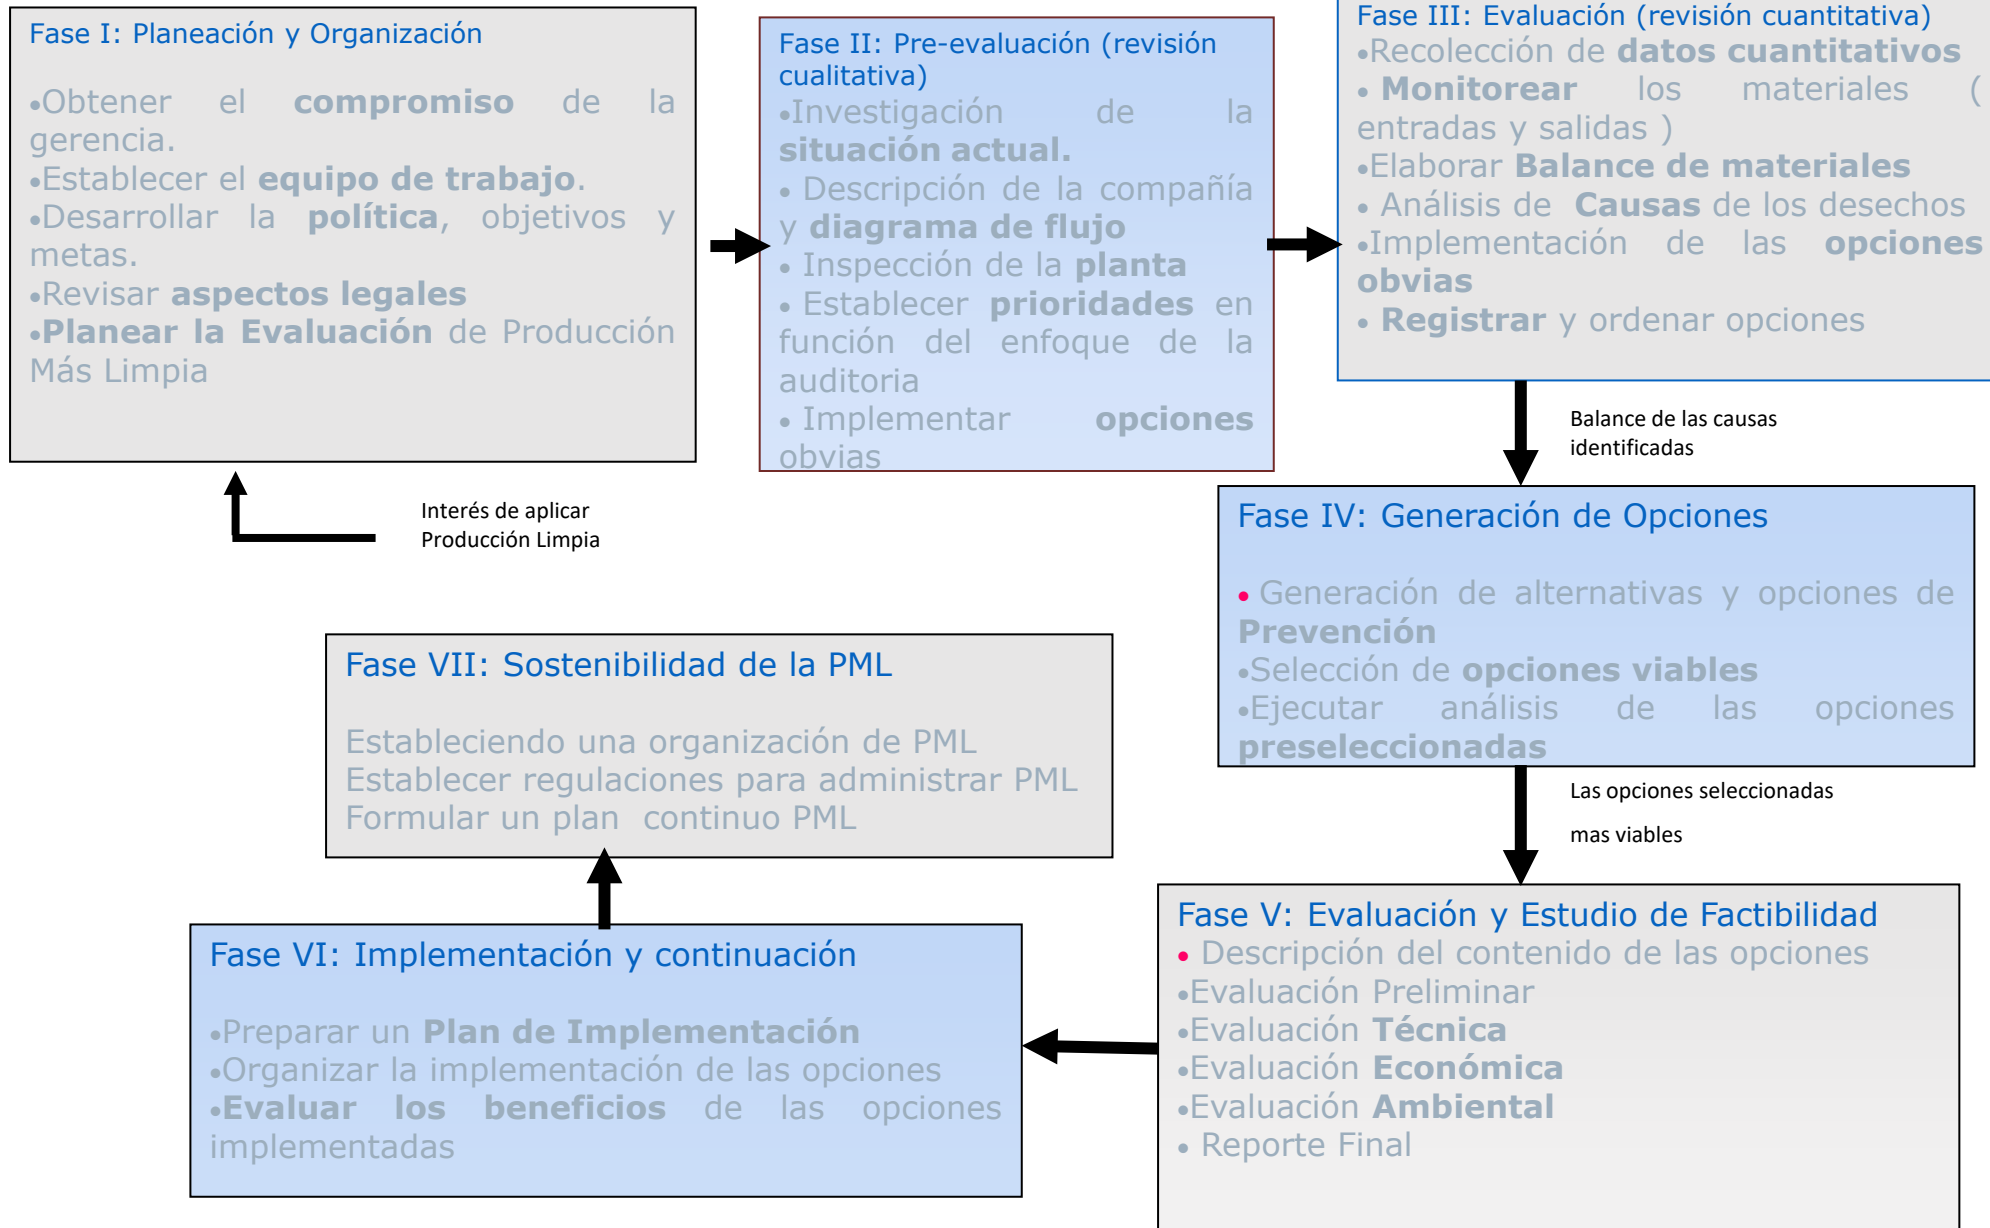 Fase I: Planeación y Organización
•Obtener el compromiso de la
gerencia.
•Establecer el equipo de trabajo.
•Desarrollar la política, objetivos y
metas.
•Revisar aspectos legales
•Planear la Evaluación de Producción
Más Limpia
Fase II: Pre-evaluación (revisión
cualitativa)
•Investigación de la
situación actual.
• Descripción de la compañía
y diagrama de flujo
• Inspección de la planta
• Establecer prioridades en
función del enfoque de la
auditoria
• Implementar opciones
obvias
Fase III: Evaluación (revisión cuantitativa)
•Recolección de datos cuantitativos
• Monitorear los materiales (
entradas y salidas )
•Elaborar Balance de materiales
• Análisis de Causas de los desechos
•Implementación de las opciones
obvias
• Registrar y ordenar opciones
Balance de las causas
identificadas
Interés de aplicar
Producción Limpia
Fase IV: Generación de Opciones
• Generación de alternativas y opciones de
Prevención
•Selección de opciones viables
•Ejecutar análisis de las opciones
preseleccionadas
Las opciones seleccionadas
mas viables
Fase V: Evaluación y Estudio de Factibilidad
• Descripción del contenido de las opciones
•Evaluación Preliminar
•Evaluación Técnica
•Evaluación Económica
•Evaluación Ambiental
• Reporte Final
Fase VI: Implementación y continuación
•Preparar un Plan de Implementación
•Organizar la implementación de las opciones
•Evaluar los beneficios de las opciones
implementadas
Fase VII: Sostenibilidad de la PML
Estableciendo una organización de PML
Establecer regulaciones para administrar PML
Formular un plan continuo PML